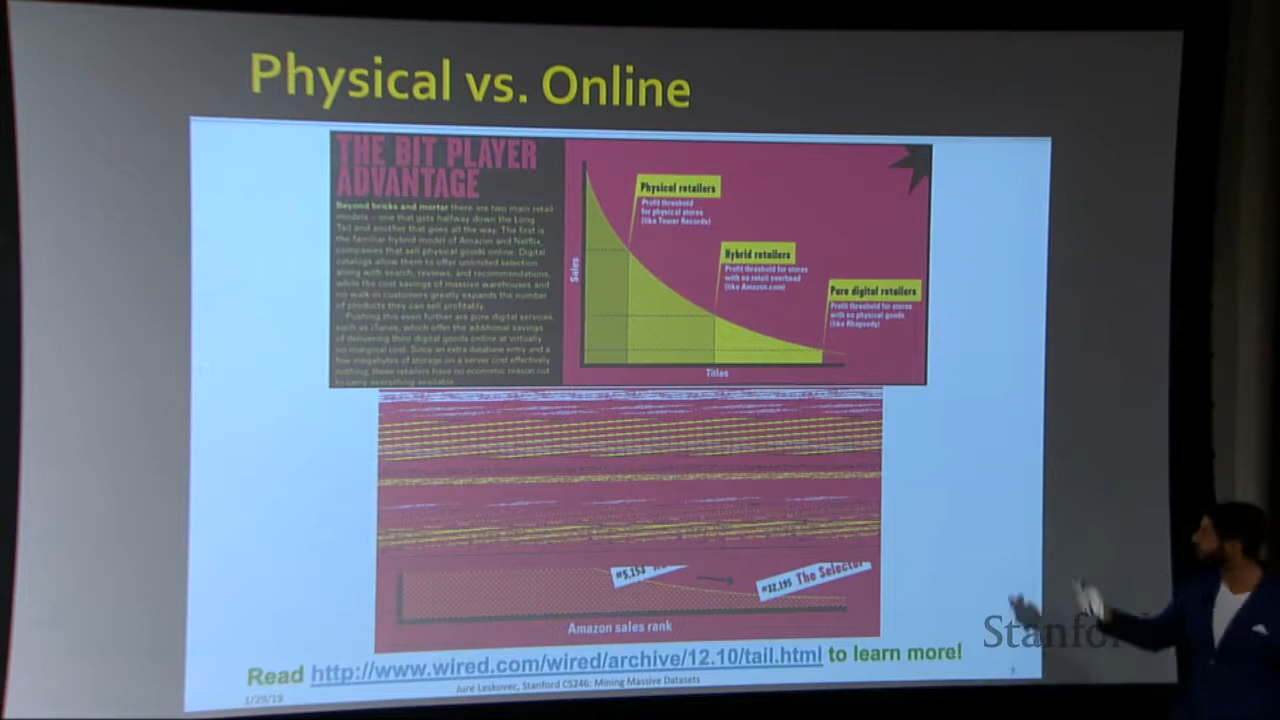 Physical vs. Online
THE BIT PLAYER
ADVANTAGE
Beyond bricks and mortar there are two main retail
models – one that gets halfway down the Long
Tail and another that goes all the way. The first is
the familiar hybrid model of Amazon and Netflix,
companies that sell physical goods online. Digital
catalogs allow them to offer unlimited selection
along with search, reviews, and recommendations,
while the cost savings of massive warehouses and
no walk-in customers greatly expands the number
of products they can sell profitably.
Pushing this even further are pure digital services,
such as iTunes, which offer the additional savings
of delivering their digital goods online at virtually
no marginal cost. Since an extra database entry and a
few megabytes of storage on a server cost effectively
nothing, these retailers have no economic reason not
to carry everything available.
Physical retailers
Profit threshold
for physical stores
(like Tower Records)
Hybrid retailers
Profit threshold for stores
with no retail overhead
(like Amazon.com)
Pure digital retailers
Profit threshold for stores
with no physical goods
(like Rhapsody)
Sales
Titles
#5,153
#32,195 The Selector
Amazon sales rank
Read http://www.wired.com/wired/archive/12.10/tail.html to learn more!
Jure Leskovec, Stanford CS246: Mining Massive Datasets
1/29/19
7
Stanford